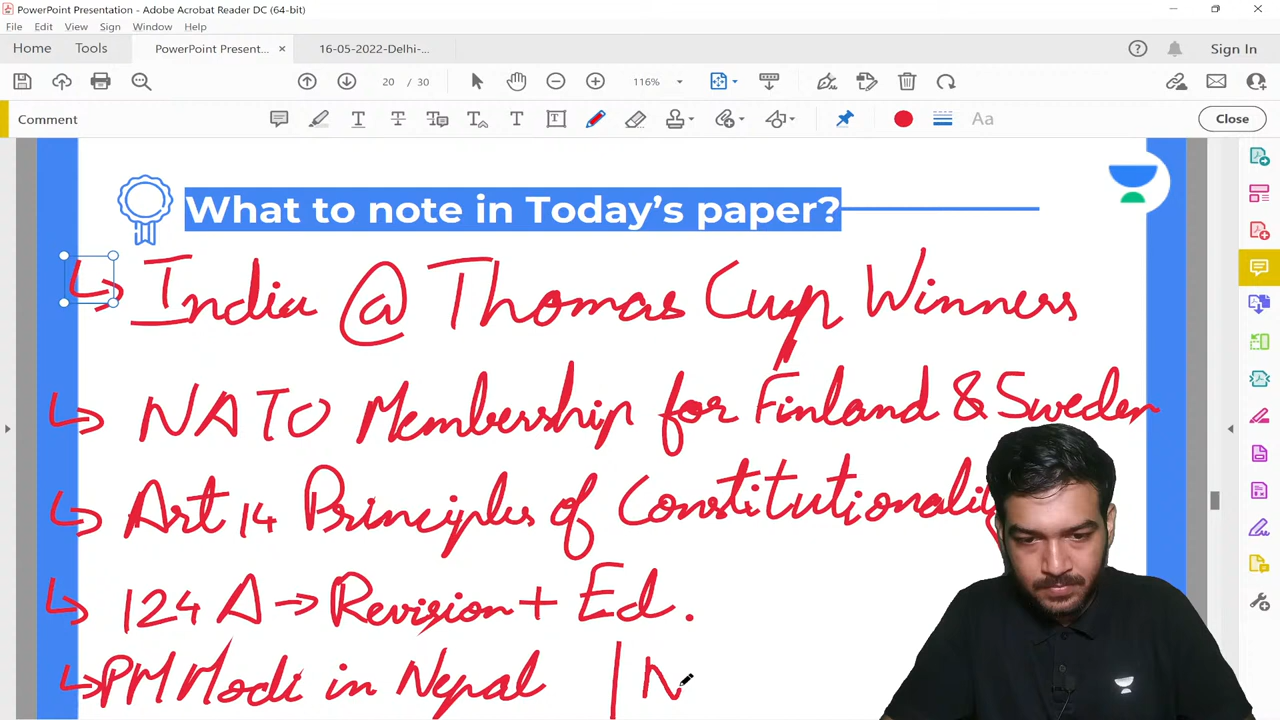 PowerPoint Presentation - Adobe Acrobat Reader DC (64-bit)
File Edit View Sign Window Help
Home Tools PowerPoint Present... × 16-05-2022-Delhi-... Sign In
20 / 30 116%
Comment Aa Close
What to note in Today's paper?
↳ India @ Thomas Cup Winners
↳ NATO Membership for Finland & Sweden
↳ Art 14 Principles of Constitutionality
↳ 124 A → Revision + Ed.
↳ PM Modi in Nepal | N